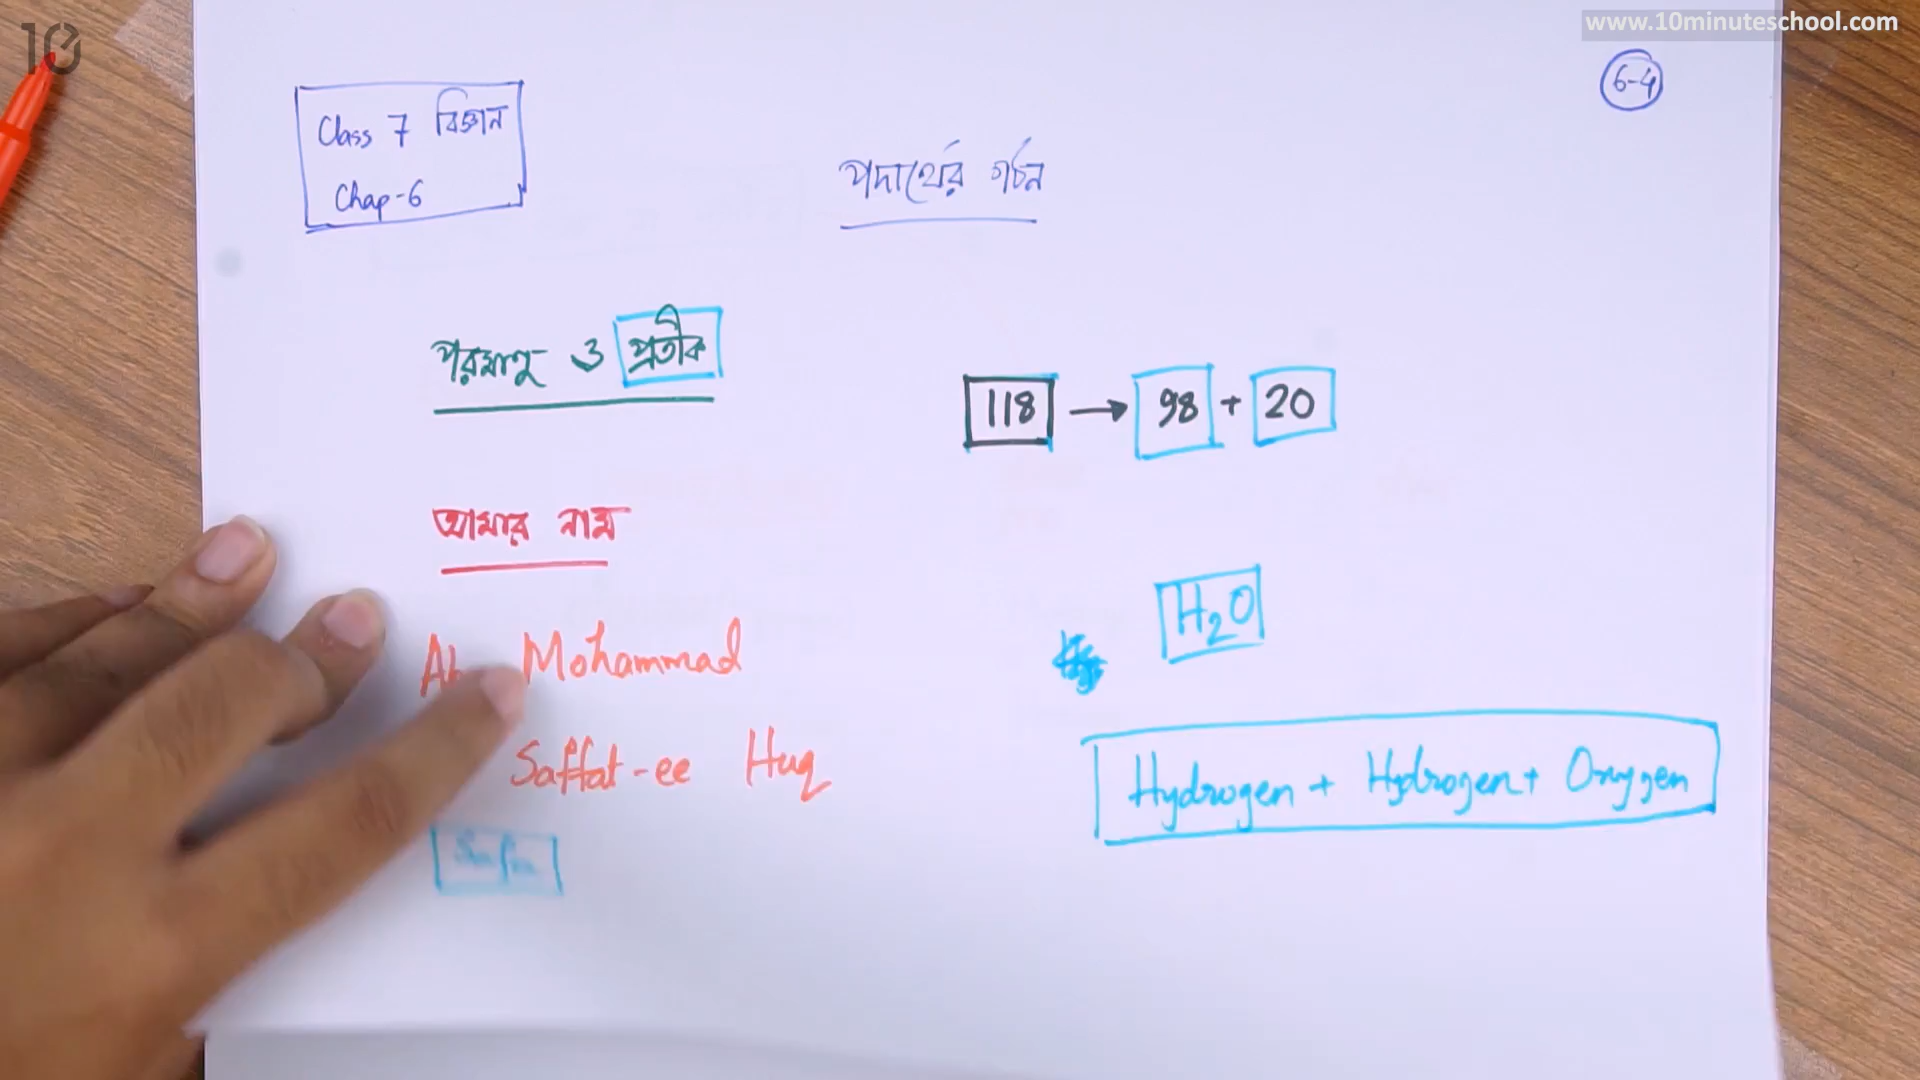 10
www.10minuteschool.com
6-4
Class 7 বিজ্ঞান
Chap-6
পদার্থের গঠন
পরমাণু ও প্রতীক
118 → 98 + 20
আমার নাম
H₂O
Mohammad
Saffat-ee Huq
Hydrogen + Hydrogen + Oxygen